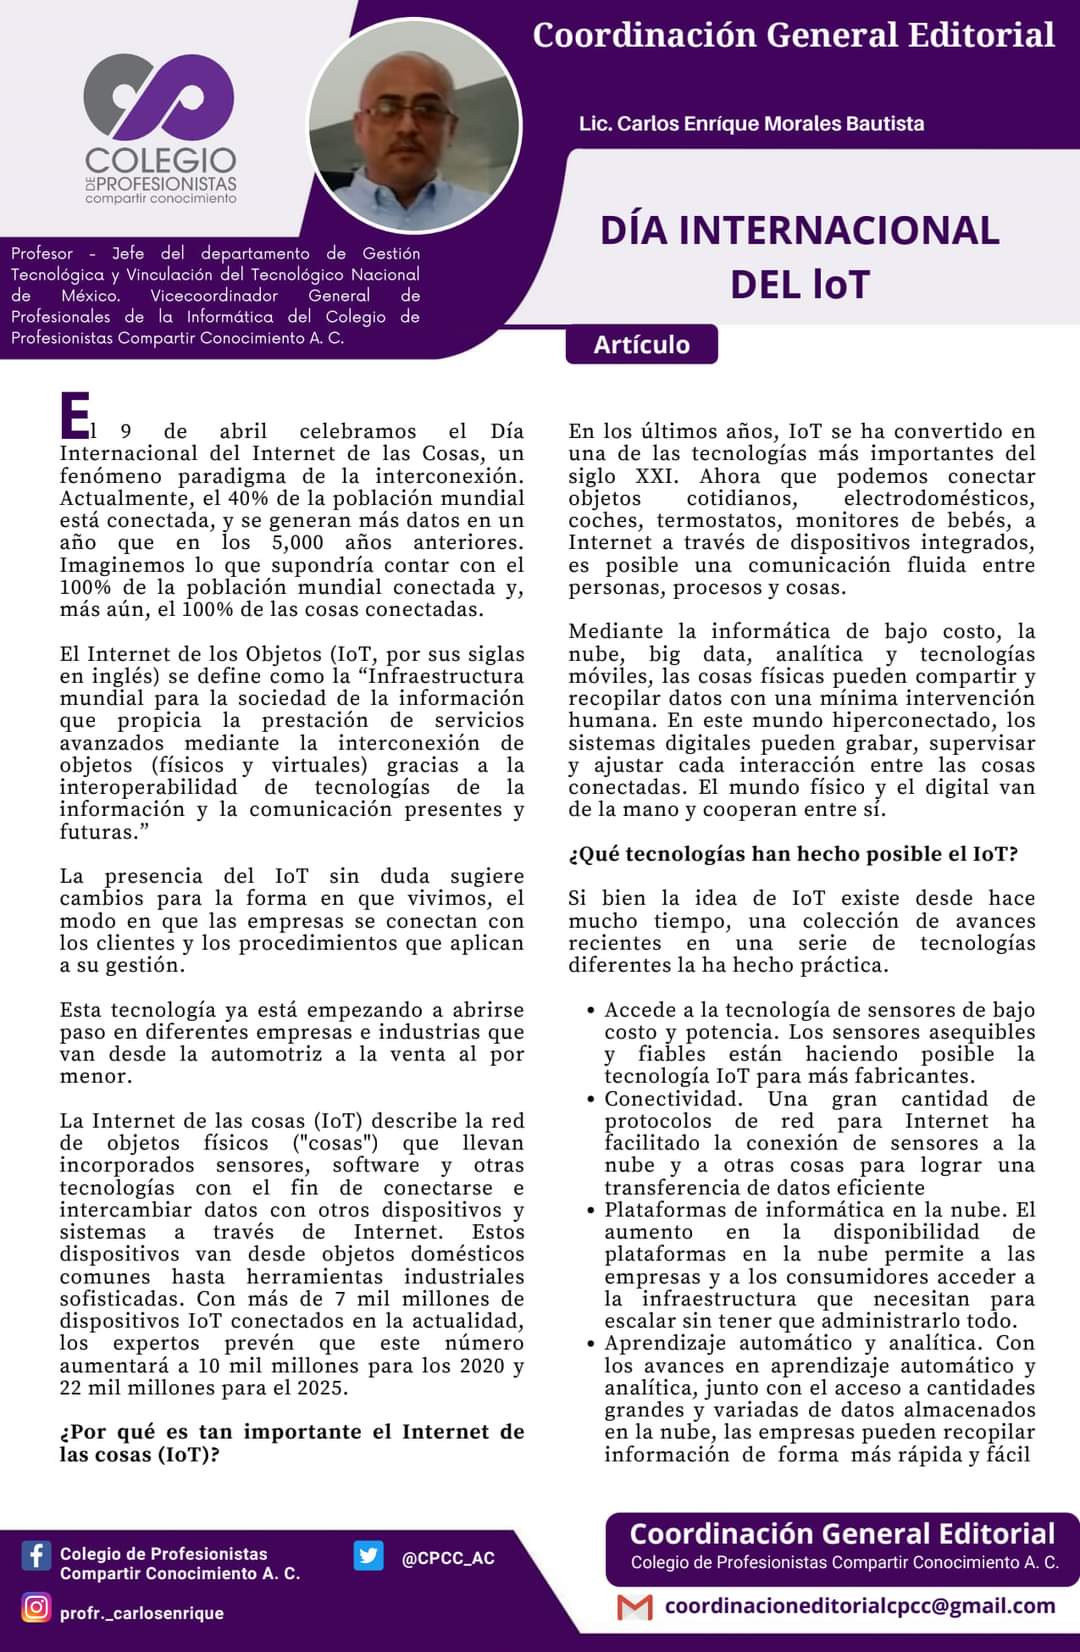 Coordinación General Editorial
Lic. Carlos Enríque Morales Bautista
COLEGIO
DE PROFESIONISTAS
compartir conocimiento
DÍA INTERNACIONAL
DEL loT
Profesor - Jefe del departamento de Gestión
Tecnológica y Vinculación del Tecnológico Nacional
de México. Vicecoordinador General de
Profesionales de la Informática del Colegio de
Profesionistas Compartir Conocimiento A. C.
Artículo
El 9 de abril celebramos el Día
Internacional del Internet de las Cosas, un
fenómeno paradigma de la interconexión.
Actualmente, el 40% de la población mundial
está conectada, y se generan más datos en un
año que en los 5,000 años anteriores.
Imaginemos lo que supondría contar con el
100% de la población mundial conectada y,
más aún, el 100% de las cosas conectadas.
El Internet de los Objetos (IoT, por sus siglas
en inglés) se define como la “Infraestructura
mundial para la sociedad de la información
que propicia la prestación de servicios
avanzados mediante la interconexión de
objetos (físicos y virtuales) gracias a la
interoperabilidad de tecnologías de la
información y la comunicación presentes y
futuras.”
La presencia del IoT sin duda sugiere
cambios para la forma en que vivimos, el
modo en que las empresas se conectan con
los clientes y los procedimientos que aplican
a su gestión.
Esta tecnología ya está empezando a abrirse
paso en diferentes empresas e industrias que
van desde la automotriz a la venta al por
menor.
La Internet de las cosas (IoT) describe la red
de objetos físicos ("cosas") que llevan
incorporados sensores, software y otras
tecnologías con el fin de conectarse e
intercambiar datos con otros dispositivos y
sistemas a través de Internet. Estos
dispositivos van desde objetos domésticos
comunes hasta herramientas industriales
sofisticadas. Con más de 7 mil millones de
dispositivos IoT conectados en la actualidad,
los expertos prevén que este número
aumentará a 10 mil millones para los 2020 y
22 mil millones para el 2025.
¿Por qué es tan importante el Internet de
las cosas (IoT)?
En los últimos años, IoT se ha convertido en
una de las tecnologías más importantes del
siglo XXI. Ahora que podemos conectar
objetos cotidianos, electrodomésticos,
coches, termostatos, monitores de bebés, a
Internet a través de dispositivos integrados,
es posible una comunicación fluida entre
personas, procesos y cosas.
Mediante la informática de bajo costo, la
nube, big data, analítica y tecnologías
móviles, las cosas físicas pueden compartir y
recopilar datos con una mínima intervención
humana. En este mundo hiperconectado, los
sistemas digitales pueden grabar, supervisar
y ajustar cada interacción entre las cosas
conectadas. El mundo físico y el digital van
de la mano y cooperan entre sí.
¿Qué tecnologías han hecho posible el IoT?
Si bien la idea de IoT existe desde hace
mucho tiempo, una colección de avances
recientes en una serie de tecnologías
diferentes la ha hecho práctica.
• Accede a la tecnología de sensores de bajo
costo y potencia. Los sensores asequibles
y fiables están haciendo posible la
tecnología IoT para más fabricantes.
• Conectividad. Una gran cantidad de
protocolos de red para Internet ha
facilitado la conexión de sensores a la
nube y a otras cosas para lograr una
transferencia de datos eficiente
• Plataformas de informática en la nube. El
aumento en la disponibilidad de
plataformas en la nube permite a las
empresas y a los consumidores acceder a
la infraestructura que necesitan para
escalar sin tener que administrarlo todo.
• Aprendizaje automático y analítica. Con
los avances en aprendizaje automático y
analítica, junto con el acceso a cantidades
grandes y variadas de datos almacenados
en la nube, las empresas pueden recopilar
información de forma más rápida y fácil
Colegio de Profesionistas
Compartir Conocimiento A. C.
@CPCC_AC
profr._carlosenrique
Coordinación General Editorial
Colegio de Profesionistas Compartir Conocimiento A. C.
coordinacioneditorialcpcc@gmail.com